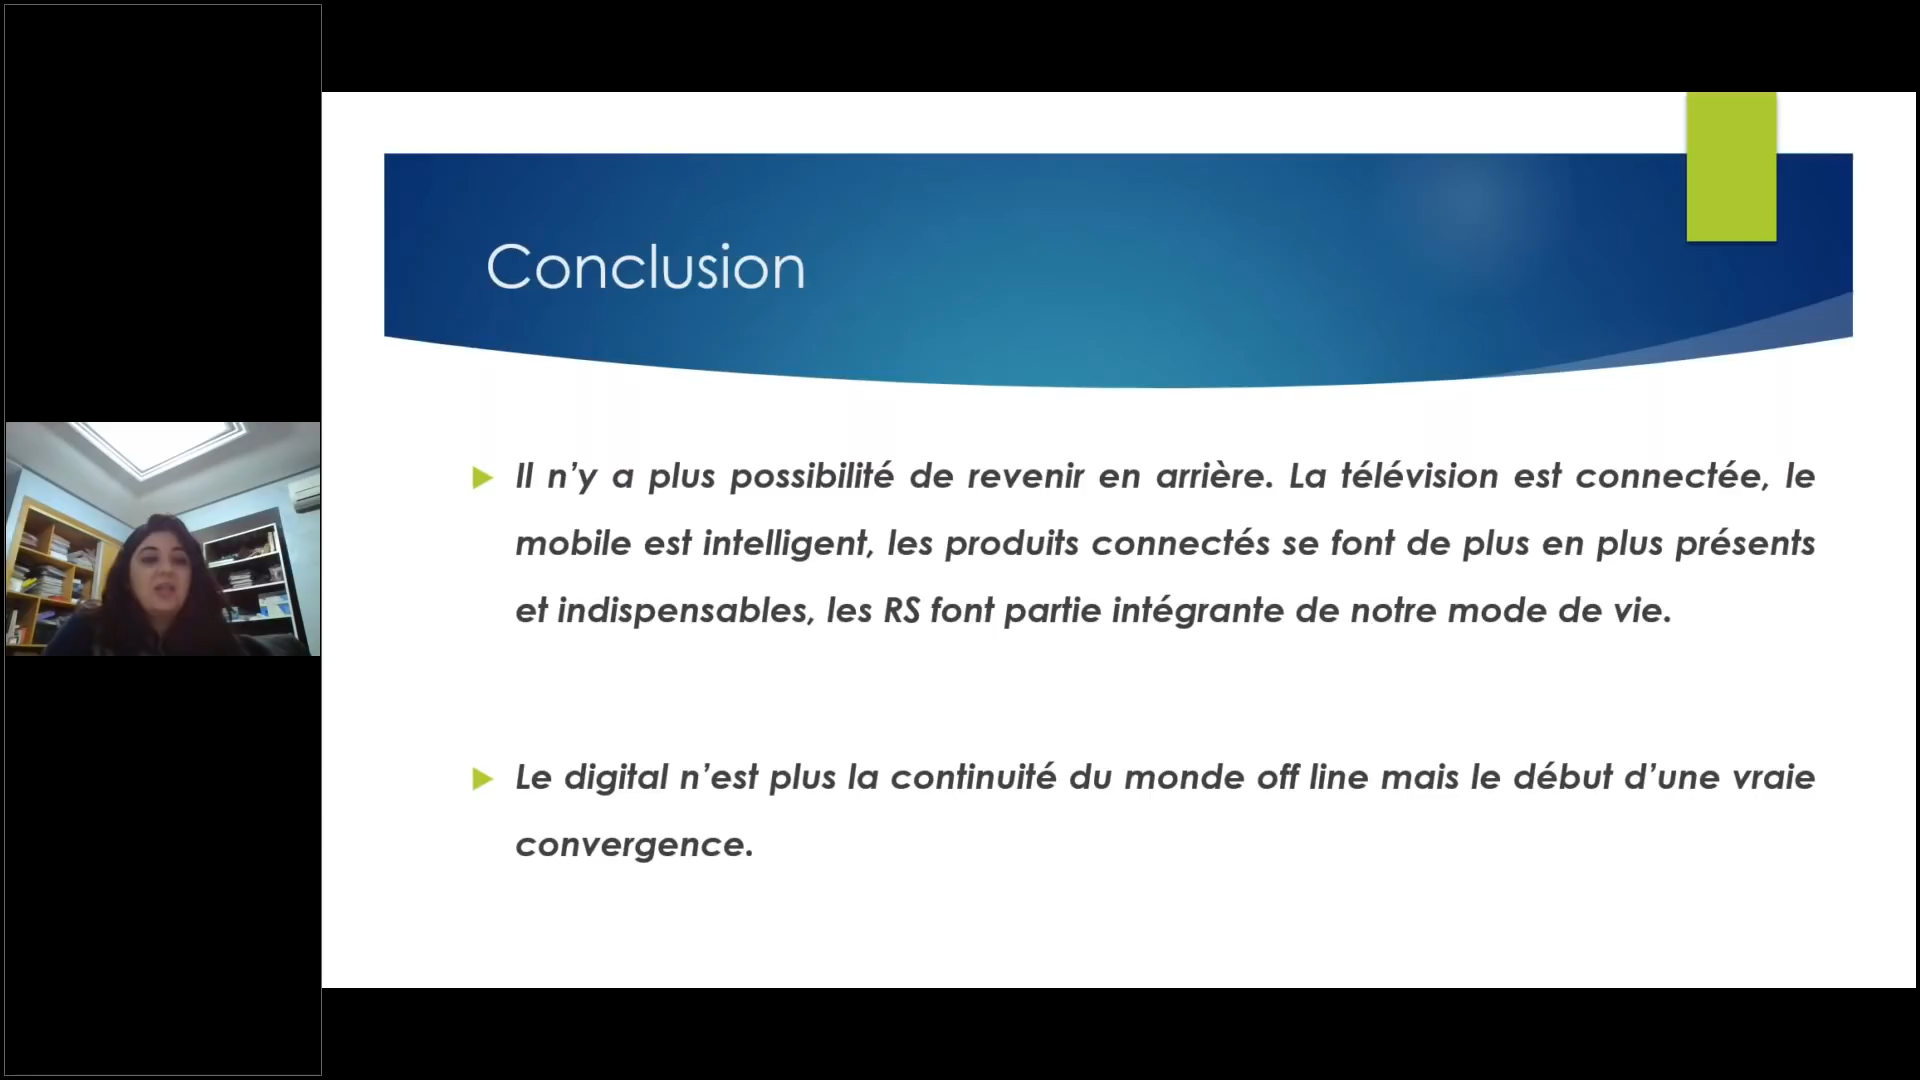 Conclusion
Il n’y a plus possibilité de revenir en arrière. La télévision est connectée, le
mobile est intelligent, les produits connectés se font de plus en plus présents
et indispensables, les RS font partie intégrante de notre mode de vie.
Le digital n’est plus la continuité du monde off line mais le début d’une vraie
convergence.